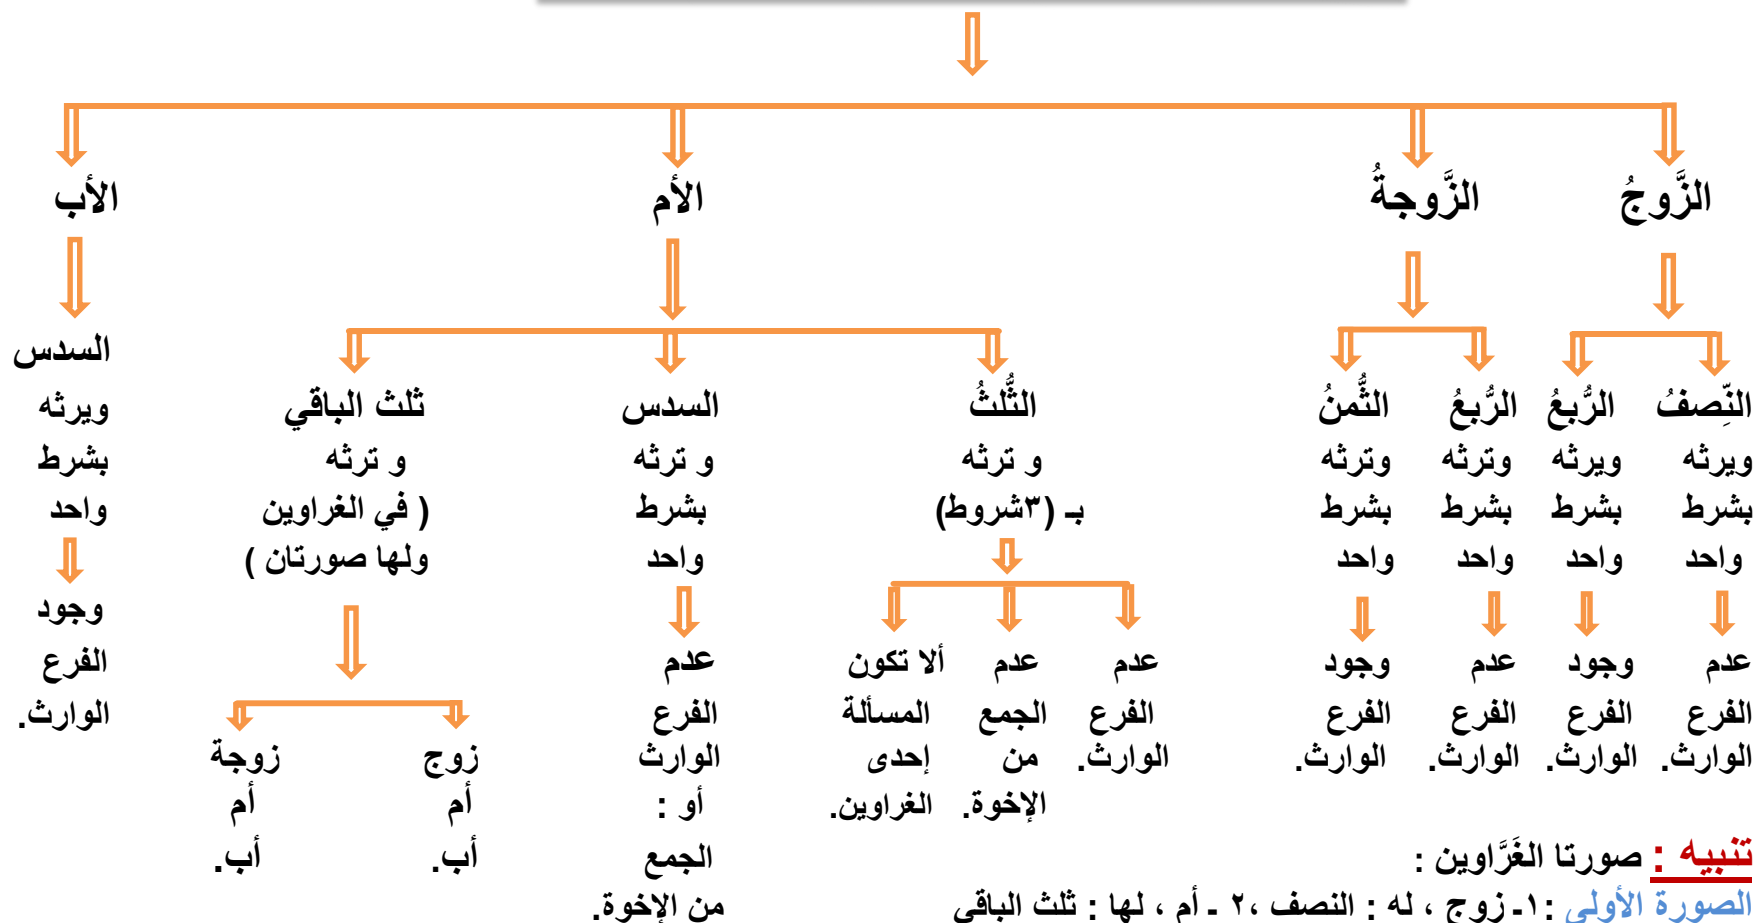 الزَّوجُ
الزَّوجةُ
الأم
الأب
النِّصفُ
ويرثه
بشرط
واحد
عدم
الفرع
الوارث.
الرُّبعُ
ويرثه
بشرط
واحد
وجود
الفرع
الوارث.
الرُّبعُ
وترثه
بشرط
واحد
عدم
الفرع
الوارث.
الثُّمنُ
وترثه
بشرط
واحد
وجود
الفرع
الوارث.
الثُّلثُ
و ترثه
بـ (٣شروط)
عدم
الفرع
الوارث.
عدم
الجمع
من
الإخوة.
ألا تكون
المسألة
إحدى
الغراوين.
السدس
و ترثه
بشرط
واحد
عدم
الفرع
الوارث
أو :
الجمع
من الإخوة.
ثلث الباقي
و ترثه
( في الغراوين
ولها صورتان )
زوج
أم
أب.
زوجة
أم
أب.
السدس
ويرثه
بشرط
واحد
وجود
الفرع
الوارث.
تنبيه : صورتا الغَرَّاوين :
الصورة الأولى :١ـ زوج ، له : النصف ،٢ ـ أم ، لها : ثلث الباقي